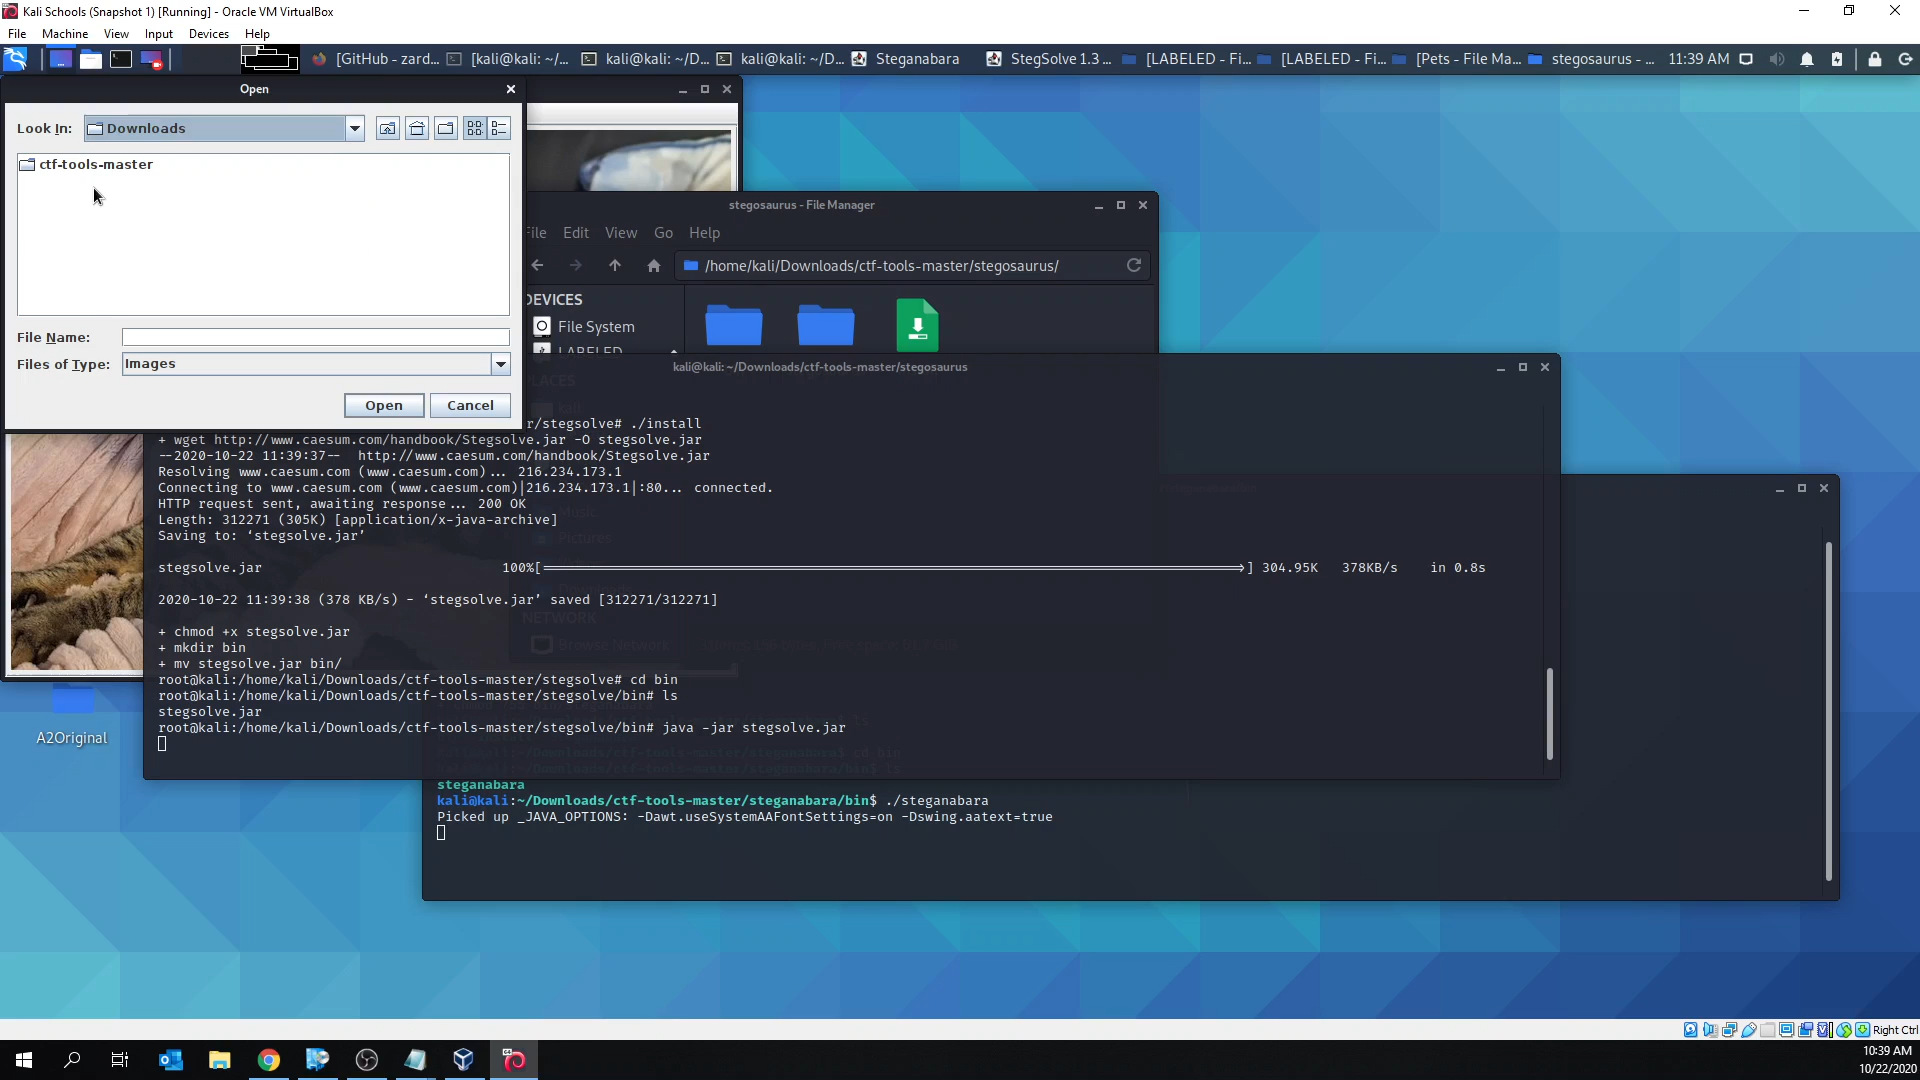 Kali Schools (Snapshot 1) [Running] - Oracle VM VirtualBox
File Machine View Input Devices Help
[GitHub - zard... [kali@kali: ~/... kali@kali: ~/D... kali@kali: ~/D... Steganabara StegSolve 1.3 ... [LABELED - Fi... [LABELED - Fi... [Pets - File Ma... stegosaurus - ... 11:39 AM
Open
Look In: Downloads
ctf-tools-master
File Name:
Files of Type: Images
Open Cancel
stegosaurus - File Manager
File Edit View Go Help
/home/kali/Downloads/ctf-tools-master/stegosaurus/
DEVICES
File System
LABELED
kali@kali: ~/Downloads/ctf-tools-master/stegosaurus
PLACES
r/stegsolve# ./install
+ wget http://www.caesum.com/handbook/Stegsolve.jar -O stegsolve.jar
--2020-10-22 11:39:37-- http://www.caesum.com/handbook/Stegsolve.jar
Resolving www.caesum.com (www.caesum.com)... 216.234.173.1
Connecting to www.caesum.com (www.caesum.com)|216.234.173.1|:80... connected.
HTTP request sent, awaiting response... 200 OK
Length: 312271 (305K) [application/x-java-archive]
Saving to: ‘stegsolve.jar’
Music
Pictures
stegsolve.jar 100%[===================>] 304.95K 378KB/s in 0.8s
2020-10-22 11:39:38 (378 KB/s) - ‘stegsolve.jar’ saved [312271/312271]
NETWORK
Browse Network
+ chmod +x stegsolve.jar
+ mkdir bin
+ mv stegsolve.jar bin/
root@kali:/home/kali/Downloads/ctf-tools-master/stegsolve# cd bin
root@kali:/home/kali/Downloads/ctf-tools-master/stegsolve/bin# ls
stegsolve.jar
root@kali:/home/kali/Downloads/ctf-tools-master/stegsolve/bin# java -jar stegsolve.jar
A2Original
steganabara
kali@kali:~/Downloads/ctf-tools-master/steganabara/bin$ ./steganabara
Picked up _JAVA_OPTIONS: -Dawt.useSystemAAFontSettings=on -Dswing.aatext=true
Right Ctrl
10:39 AM
10/22/2020